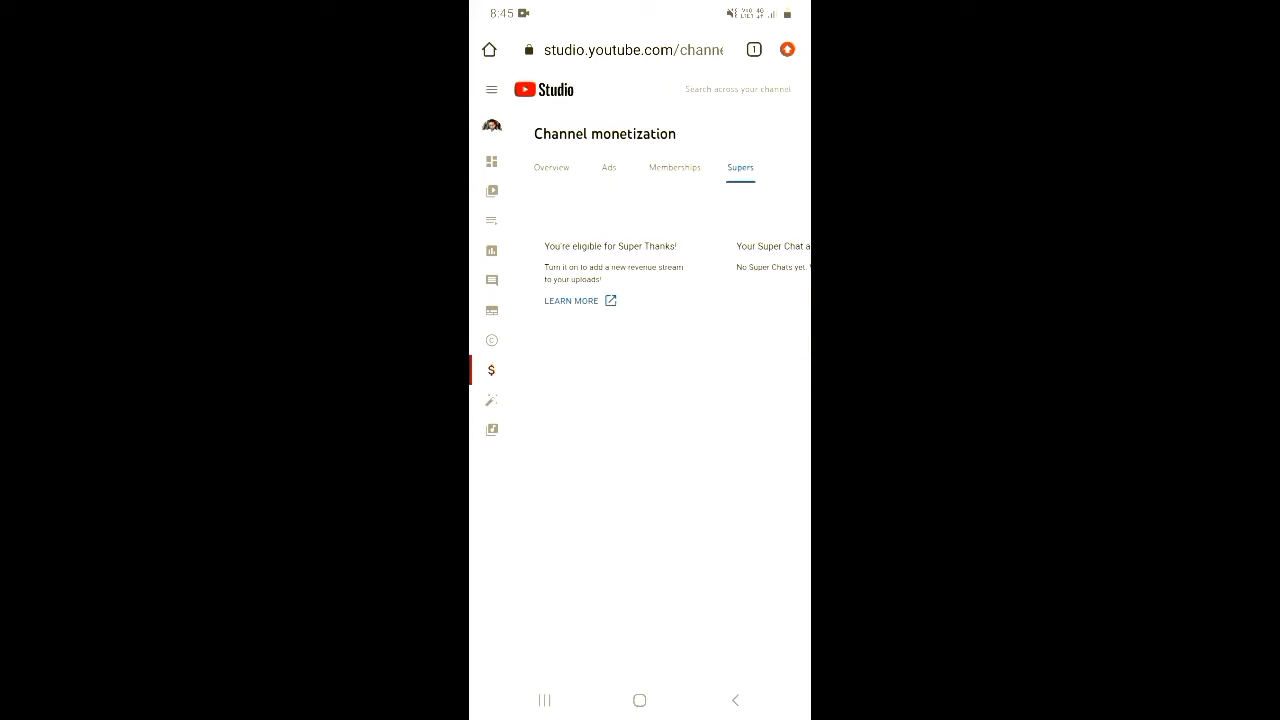 8:45
studio.youtube.com/channe
1
Studio
Search across your channel
Channel monetization
Overview Ads Memberships Supers
You're eligible for Super Thanks!
Turn it on to add a new revenue stream
to your uploads!
LEARN MORE
Your Super Chat a
No Super Chats yet.